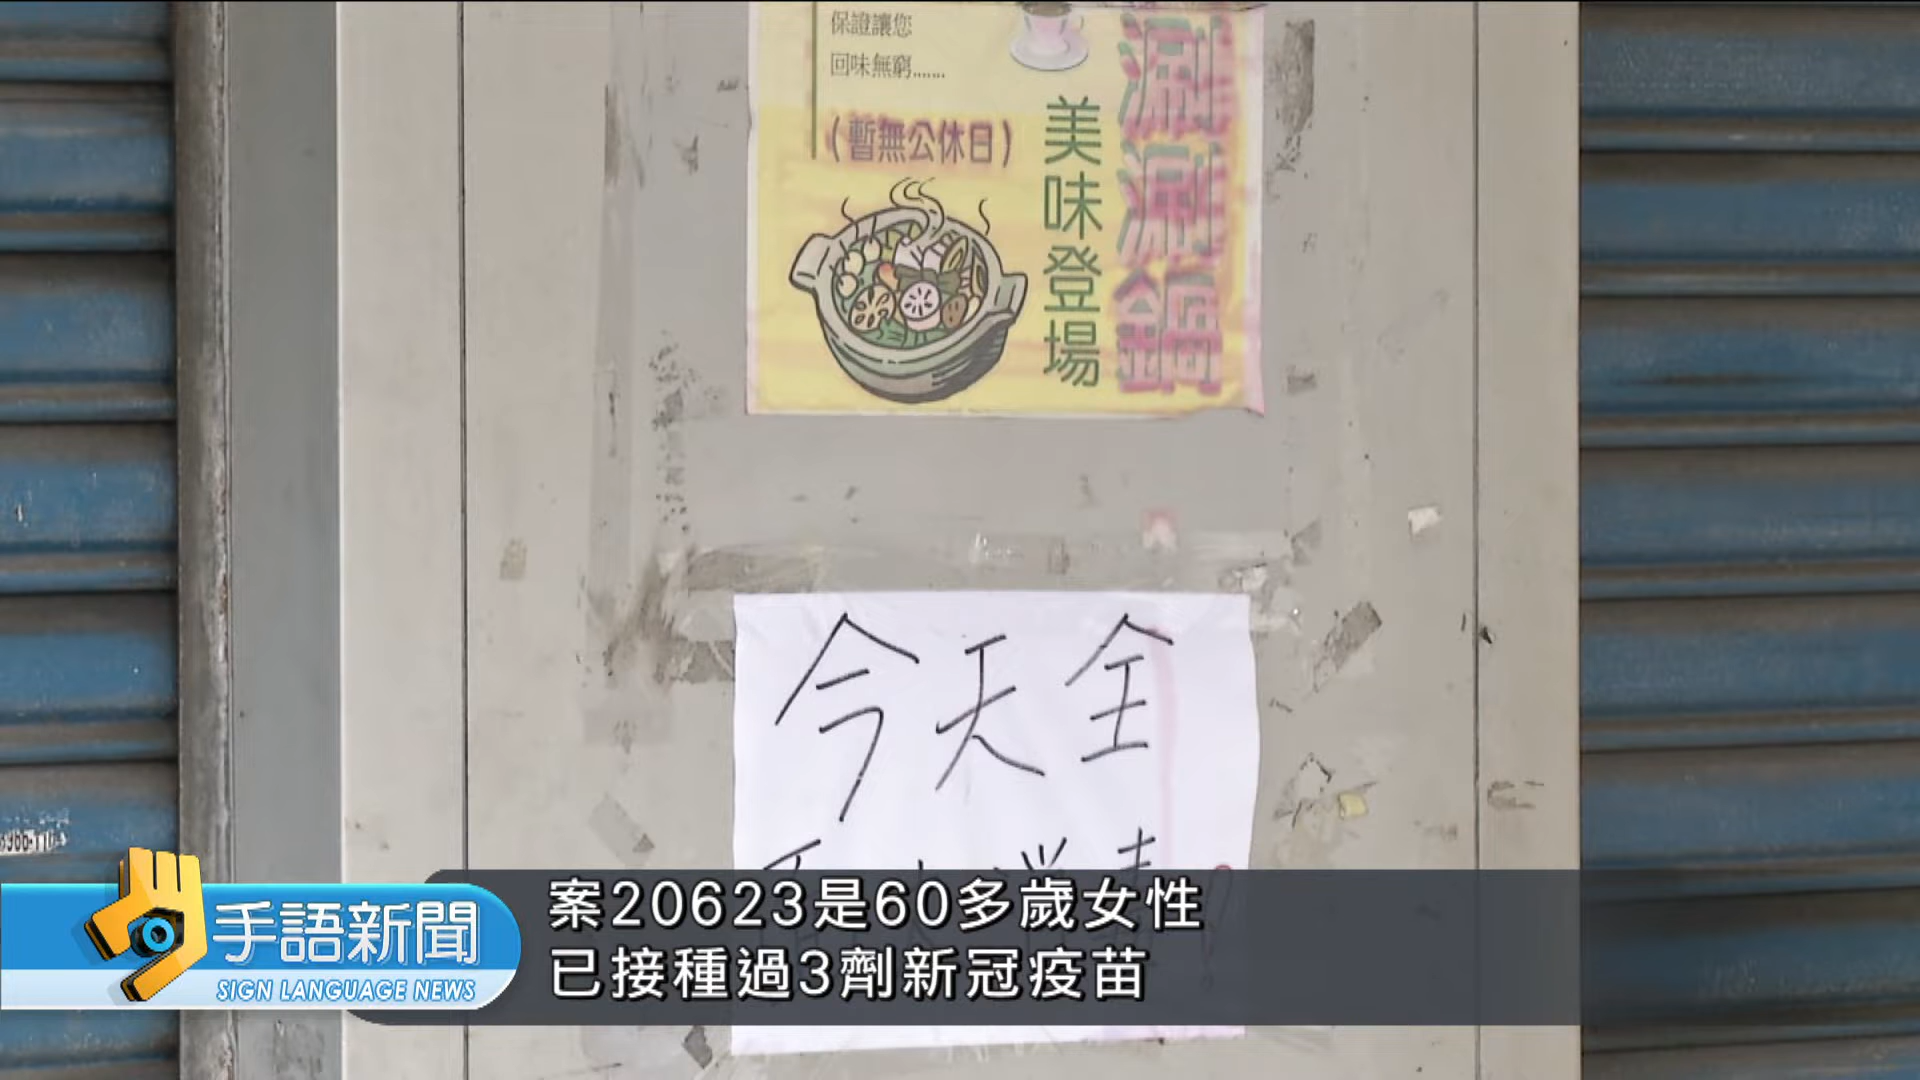 保證讓您
回味無窮......
（暫無公休日）
美味登場
涮涮鍋
今天全
手語新聞
SIGN LANGUAGE NEWS
案20623是60多歲女性
已接種過3劑新冠疫苗